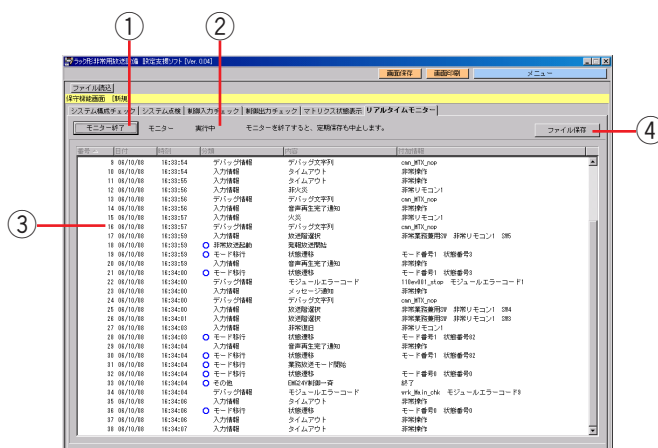 ①
②
ラック形非常用放送設備 設定支援ソフト [Ver. 0.04]
画面保存 画面印刷 メニュー
ファイル読込
保守機能画面 [新規]
システム構成チェック システム点検 制御入力チェック 制御出力チェック マトリクス状態表示 リアルタイムモニター
モニター終了 モニター 実行中 モニターを終了すると、定期保存も中止します。 ファイル保存
④
番号 日付 時刻 分類 内容 付加情報
9 06/10/08 16:33:54 デバッグ情報 デバッグ文字列 cmn_MTX_nop
10 06/10/08 16:33:54 入力情報 タイムアウト 非常操作
11 06/10/08 16:33:55 入力情報 タイムアウト 非常操作
12 06/10/08 16:33:56 入力情報 非火災 非常リモコン1
13 06/10/08 16:33:56 デバッグ情報 デバッグ文字列 cmn_MTX_nop
14 06/10/08 16:33:56 入力情報 音声再生完了通知 非常操作
15 06/10/08 16:33:57 入力情報 火災 非常リモコン1
③
16 06/10/08 16:33:57 デバッグ情報 デバッグ文字列 cmn_MTX_nop
17 06/10/08 16:33:59 入力情報 放送階選択 非常業務兼用SW 非常リモコン1 SW5
18 06/10/08 16:33:59 非常放送起動 発報放送開始
19 06/10/08 16:33:59 モード移行 状態遷移 モード番号1 状態番号3
20 06/10/08 16:33:59 入力情報 音声再生完了通知 非常操作
21 06/10/08 16:34:00 モード移行 状態遷移 モード番号1 状態番号3
22 06/10/08 16:34:00 デバッグ情報 モジュールエラーコード 110ev001_stop モジュールエラーコード1
23 06/10/08 16:34:00 入力情報 メッセージ通知 非常操作
24 06/10/08 16:34:00 デバッグ情報 デバッグ文字列 cmn_MTX_nop
25 06/10/08 16:34:00 入力情報 放送階選択 非常業務兼用SW 非常リモコン1 SW4
26 06/10/08 16:34:01 入力情報 放送階選択 非常業務兼用SW 非常リモコン1 SW3
27 06/10/08 16:34:03 入力情報 非常復旧 非常リモコン1
28 06/10/08 16:34:03 モード移行 状態遷移 モード番号1 状態番号92
29 06/10/08 16:34:04 入力情報 音声再生完了通知 非常操作
30 06/10/08 16:34:04 モード移行 状態遷移 モード番号1 状態番号92
31 06/10/08 16:34:04 モード移行 業務放送モード開始
32 06/10/08 16:34:04 モード移行 状態遷移 モード番号0 状態番号0
33 06/10/08 16:34:04 その他 EMG24V制御一斉 終了
34 06/10/08 16:34:04 デバッグ情報 モジュールエラーコード wrk_Main_chk モジュールエラーコード9
35 06/10/08 16:34:06 入力情報 タイムアウト 非常操作
36 06/10/08 16:34:06 モード移行 状態遷移 モード番号0 状態番号0
37 06/10/08 16:34:06 入力情報 タイムアウト 非常操作
38 06/10/08 16:34:07 入力情報 タイムアウト 非常操作